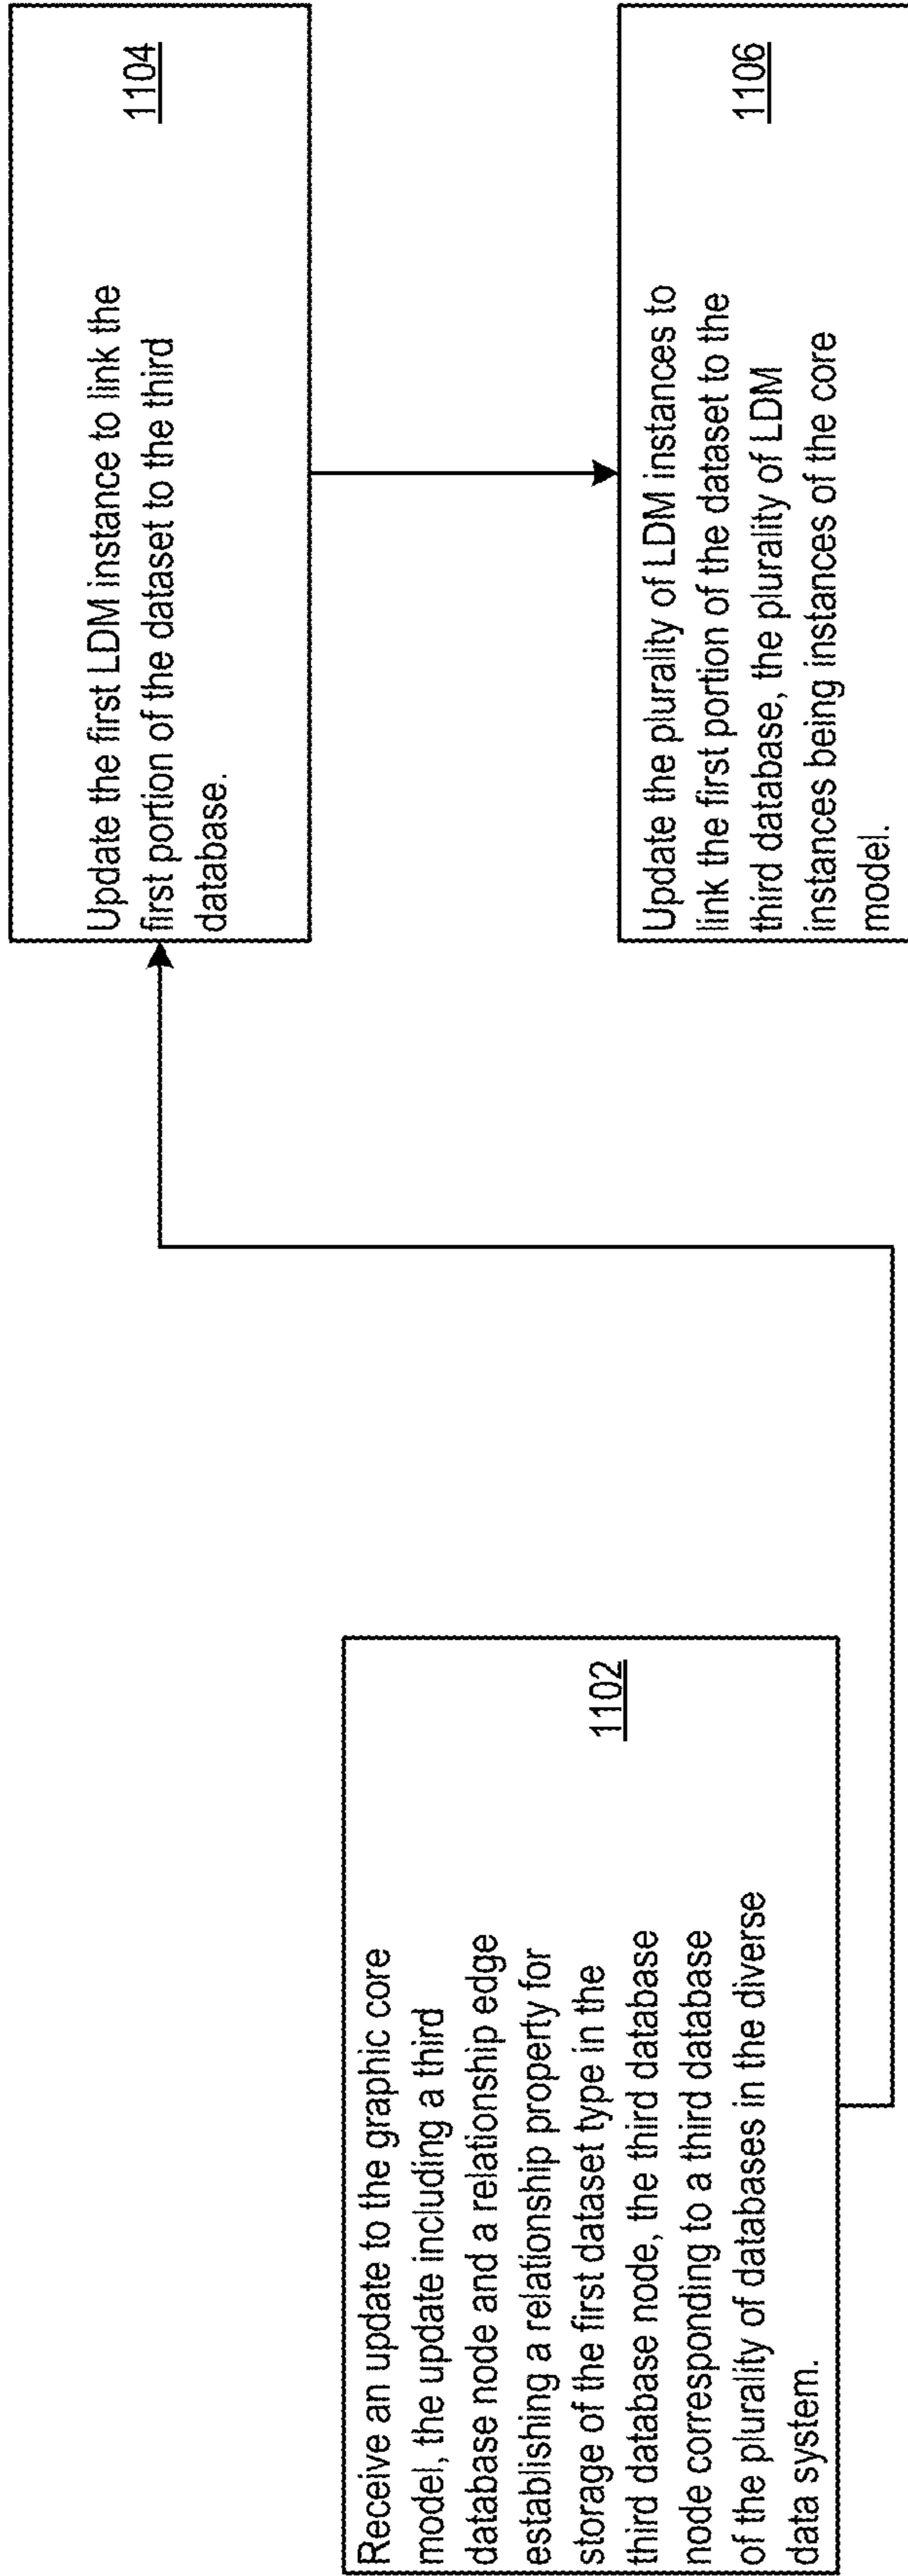 Receive an update to the graphic core
model, the update including a third
database node and a relationship edge
establishing a relationship property for
storage of the first dataset type in the
third database node, the third database
node corresponding to a third database
of the plurality of databases in the diverse
data system.
1102
Update the first LDM instance to link the
first portion of the dataset to the third
database.
1104
Update the plurality of LDM instances to
link the first portion of the dataset to the
third database, the plurality of LDM
instances being instances of the core
model.
1106